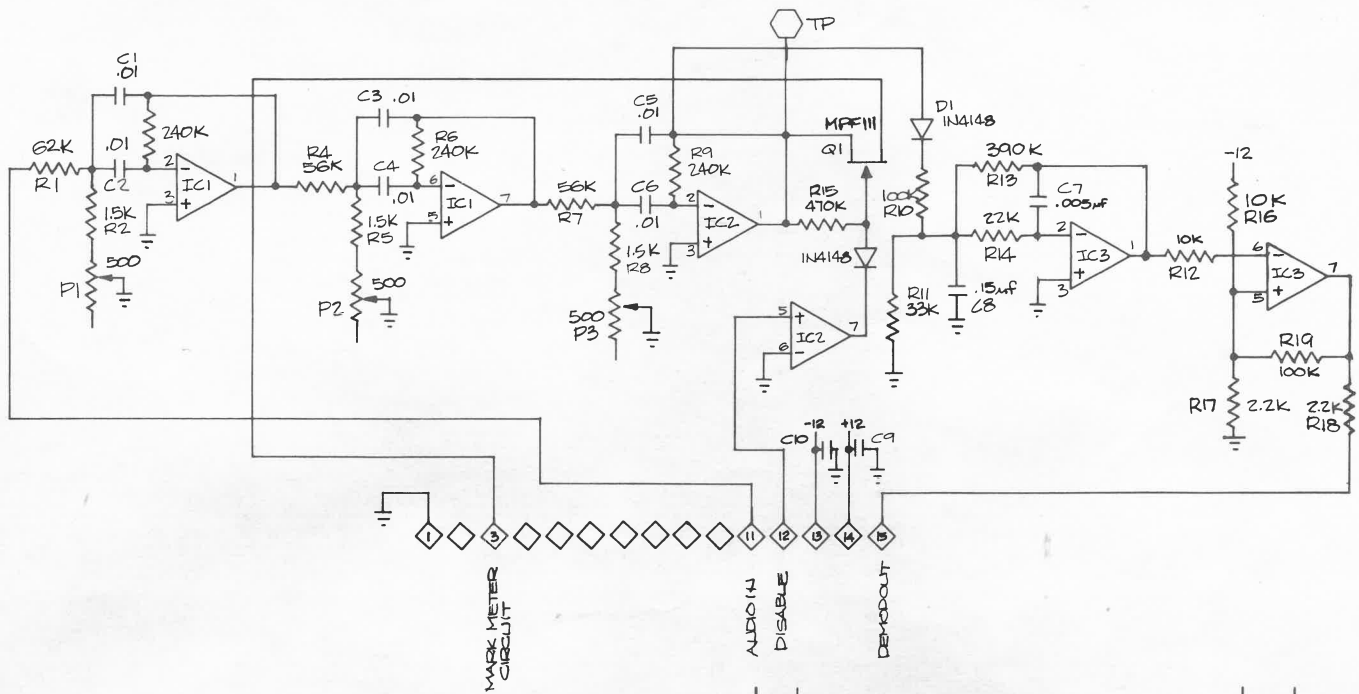 TP
C1
.01
C3 .01
C5
.01
D1
1N4148
MPF111
Q1
62K
R1
.01
C2
240K
R4
56K
C4
.01
R6
240K
56K
R7
C6
.01
R9
240K
R15
470K
100K
R10
390K
R13
C7
.005µf
22K
R14
-12
10K
R16
2
3
IC1
1
6
5
IC1
7
2
3
IC2
1
2
3
IC3
1
10K
R12
6
5
IC3
7
1.5K
R2
1.5K
R5
1.5K
R8
1N4148
500
P1
500
P2
500
P3
5
6
IC2
7
R11
33K
.15µf
C8
R19
100K
R17
2.2K
2.2K
R18
-12
C10
+12
C9
1
3
11
12
13
14
15
MARK METER
CIRCUIT
AUDIO IN
DISABLE
DEMODOUT